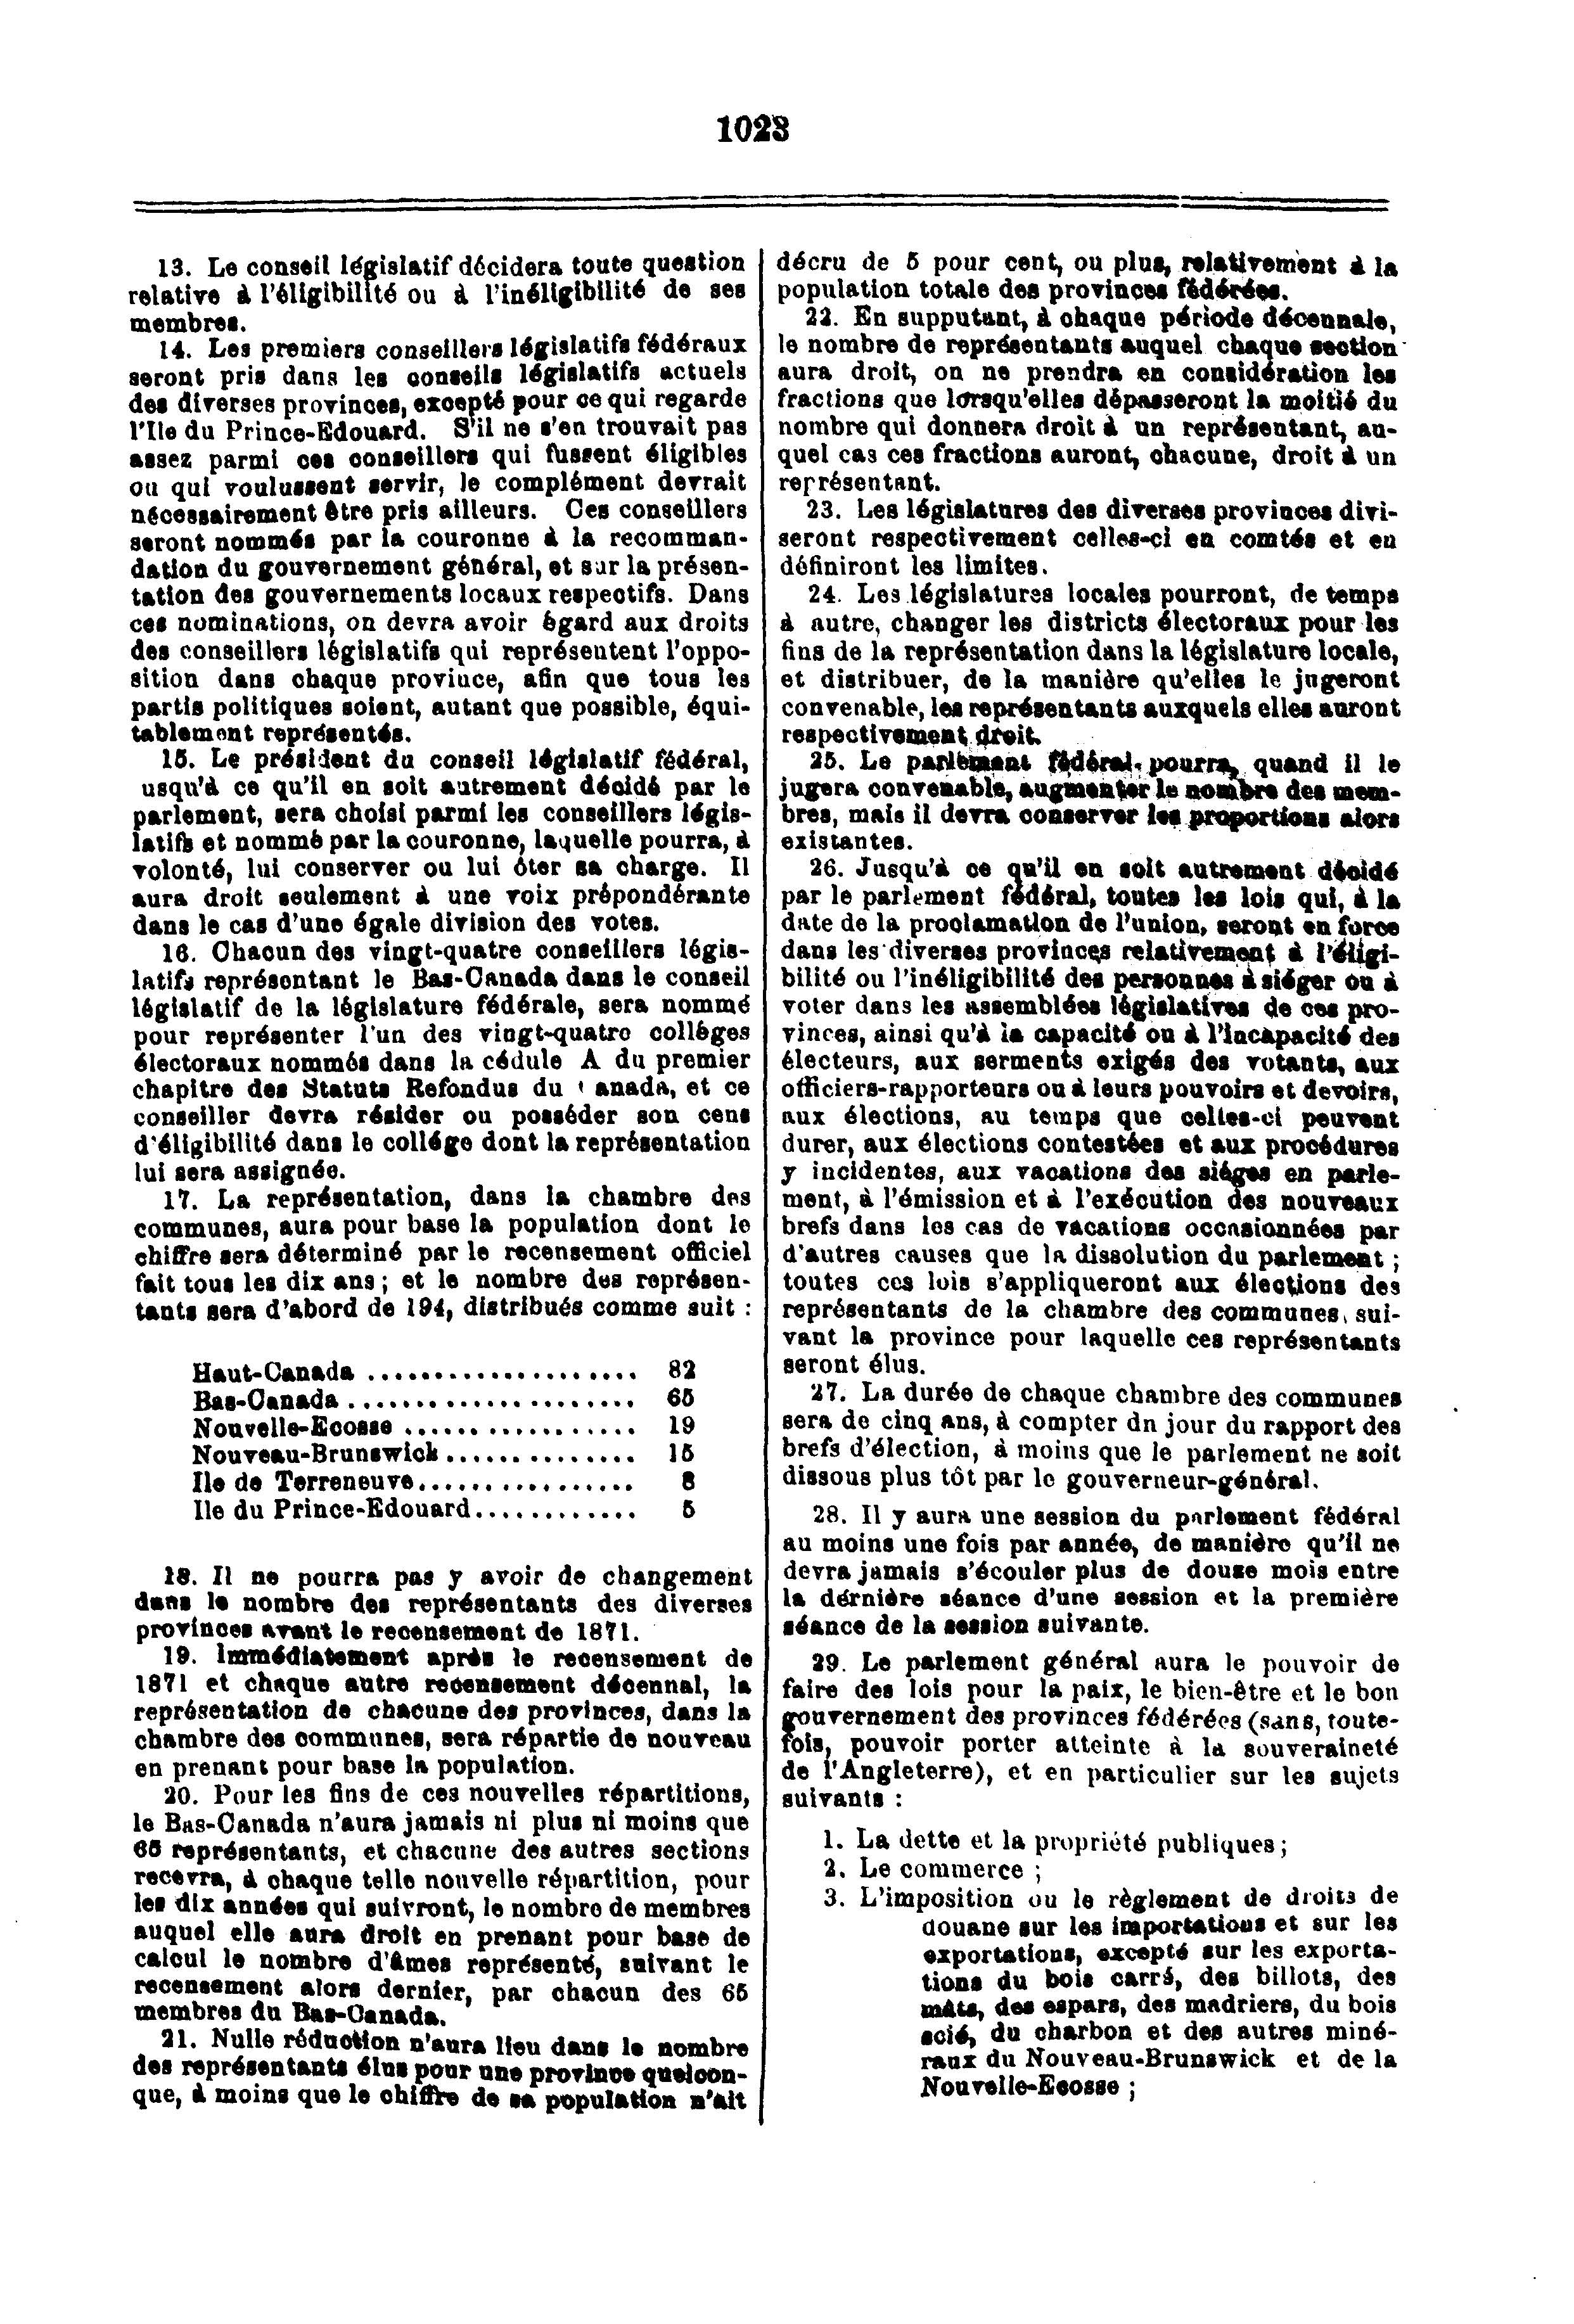 1023
13. Le conseil législatif décidera toute question
relative à l'éligibilité ou à l'inéligibilité de ses
membres.
14. Les premiers conseillers législatifs fédéraux
seront pris dans les conseils législatifs actuels
des diverses provinces, excepté pour ce qui regarde
l'Ile du Prince-Edouard. S'il ne s'en trouvait pas
assez parmi ces conseillers qui fussent éligibles
ou qui voulussent servir, le complément devrait
nécessairement être pris ailleurs. Ces conseillers
seront nommés par la couronne à la recomman-
dation du gouvernement général, et sur la présen-
tation des gouvernements locaux respectifs. Dans
ces nominations, on devra avoir égard aux droits
des conseillers législatifs qui représentent l'oppo-
sition dans chaque province, afin que tous les
partis politiques soient, autant que possible, équi-
tablement représentés.
15. Le président du conseil législatif fédéral,
usqu'à ce qu'il en soit autrement décidé par le
parlement, sera choisi parmi les conseillers légis-
latifs et nommé par la couronne, laquelle pourra, à
volonté, lui conserver ou lui ôter sa charge. Il
aura droit seulement à une voix prépondérante
dans le cas d'une égale division des votes.
16. Chacun des vingt-quatre conseillers légis-
latifs représentant le Bas-Canada dans le conseil
législatif de la législature fédérale, sera nommé
pour représenter l'un des vingt-quatre collèges
électoraux nommés dans la cédule A du premier
chapitre des Statuts Refondus du anada, et ce
conseiller devra résider ou posséder son cens
d'éligibilité dans le collége dont la représentation
lui sera assignée.
17. La représentation, dans la chambre des
communes, aura pour base la population dont le
chiffre sera déterminé par le recensement officiel
fait tous les dix ans; et le nombre des représen-
tants sera d'abord de 194, distribués comme suit :
Haut-Canada .................... 82
Bas-Canada ...................... 65
Nouvelle-Ecosse .................. 19
Nouveau-Brunswick .............. 15
Ile de Terreneuve................ 8
Ile du Prince-Edouard............ 5
18. Il ne pourra pas y avoir de changement
dans le nombre des représentants des diverses
provinces avant le recensement de 1871.
19. Immédiatement après le recensement de
1871 et chaque autre recensement décennal, la
représentation de chacune des provinces, dans la
chambre des communes, sera répartie de nouveau
en prenant pour base la population.
20. Pour les fins de ces nouvelles répartitions,
le Bas-Canada n'aura jamais ni plus ni moins que
65 représentants, et chacune des autres sections
recevra, à chaque telle nouvelle répartition, pour
les dix années qui suivront, le nombre de membres
auquel elle aura droit en prenant pour base de
calcul le nombre d'âmes représenté, suivant le
recensement alors dernier, par chacun des 65
membres du Bas-Canada.
21. Nulle réduction n'aura lieu dans le nombre
des représentants élus pour une province quelcon-
que, à moins que le chiffre de sa population n'ait
décru de 5 pour cent, ou plus, relativement à la
population totale des provinces fédérées.
22. En supputant, à chaque période décennale,
le nombre de représentants auquel chaque section
aura droit, on ne prendra en considération les
fractions que lorsqu'elles dépasseront la moitié du
nombre qui donnera droit à un représentant, au-
quel cas ces fractions auront, chacune, droit à un
représentant.
23. Les législatures des diverses provinces divi-
seront respectivement celles-ci en comtés et en
définiront les limites.
24. Les législatures locales pourront, de temps
à autre, changer les districts électoraux pour les
fins de la représentation dans la législature locale,
et distribuer, de la manière qu'elles le jugeront
convenable, les représentants auxquels elles auront
respectivement droit.
25. Le parlement fédéral pourra, quand il le
jugera convenable, augmenter le nombre des mem-
bres, mais il devra conserver les proportions alors
existantes.
26. Jusqu'à ce qu'il en soit autrement décidé
par le parlement fédéral, toutes les lois qui, à la
date de la proclamation de l'union, seront en force
dans les diverses provinces relativement à l'éligi-
bilité ou l'inéligibilité des personnes à siéger ou à
voter dans les assemblées législatives de ces pro-
vinces, ainsi qu'à la capacité ou à l'incapacité des
électeurs, aux serments exigés des votants, aux
officiers-rapporteurs ou à leurs pouvoirs et devoirs,
aux élections, au temps que celles-ci peuvent
durer, aux élections contestées et aux procédures
y incidentes, aux vacations des siéges en parle-
ment, à l'émission et à l'exécution des nouveaux
brefs dans les cas de vacations occasionnées par
d'autres causes que la dissolution du parlement ;
toutes ces lois s'appliqueront aux élections des
représentants de la chambre des communes, sui-
vant la province pour laquelle ces représentants
seront élus.
27. La durée de chaque chambre des communes
sera de cinq ans, à compter dn jour du rapport des
brefs d'élection, à moins que le parlement ne soit
dissous plus tôt par le gouverneur-général.
28. Il y aura une session du parlement fédéral
au moins une fois par année, de manière qu'il ne
devra jamais s'écouler plus de douze mois entre
la dérnière séance d'une session et la première
séance de la session suivante.
29. Le parlement général aura le pouvoir de
faire des lois pour la paix, le bien-être et le bon
gouvernement des provinces fédérées (sans, toute-
fois, pouvoir porter atteinte à la souveraineté
de l'Angleterre), et en particulier sur les sujets
suivants :
1. La dette et la propriété publiques;
2. Le commerce ;
3. L'imposition ou le règlement de droits de
douane sur les importations et sur les
exportations, excepté sur les exporta-
tions du bois carré, des billots, des
mâts, des espars, des madriers, du bois
scié, du charbon et des autres miné-
raux du Nouveau-Brunswick et de la
Nouvelle-Ecosse ;